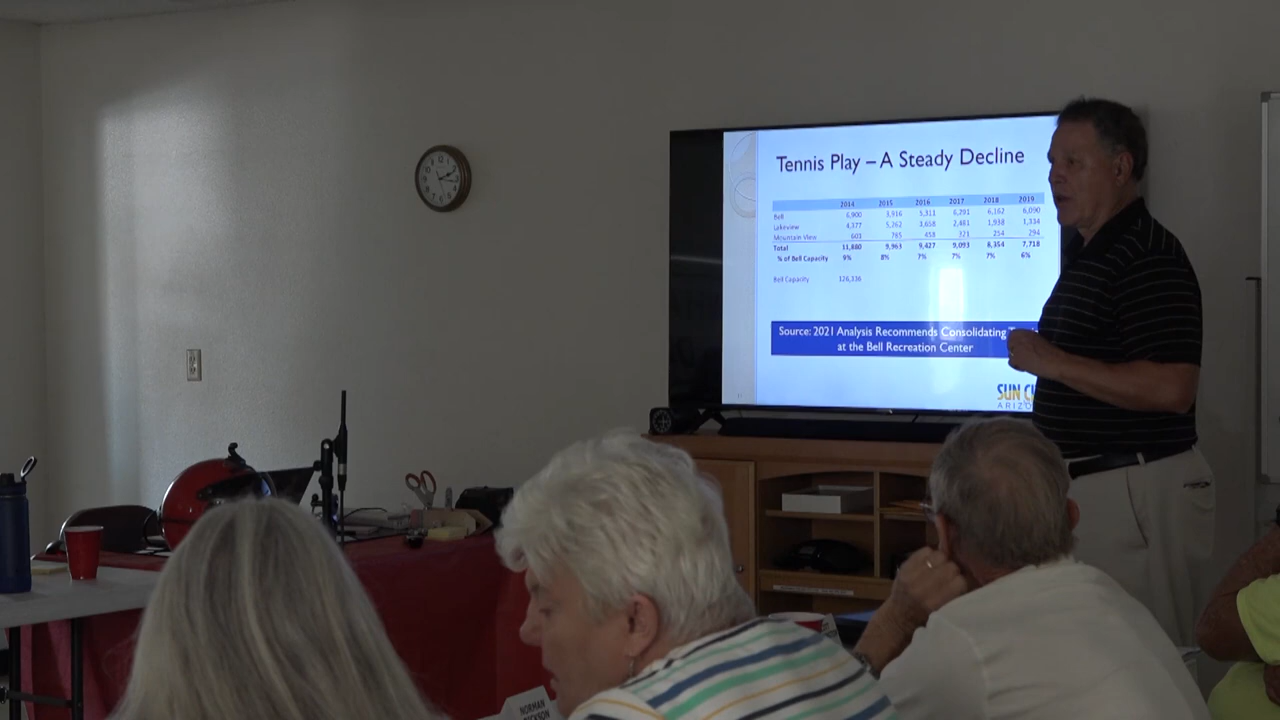 Tennis Play – A Steady Decline
2014 2015 2016 2017 2018 2019
Bell 6,900 3,916 5,311 6,291 6,162 6,090
Lakeview 4,377 5,262 3,658 2,481 1,938 1,334
Mountain View 603 785 458 321 254 294
Total 11,880 9,963 9,427 9,093 8,354 7,718
% of Bell Capacity 9% 8% 7% 7% 7% 6%
Bell Capacity 126,336
Source: 2021 Analysis Recommends Consolidating
at the Bell Recreation Center
SUN
ARIZO
NORMAN